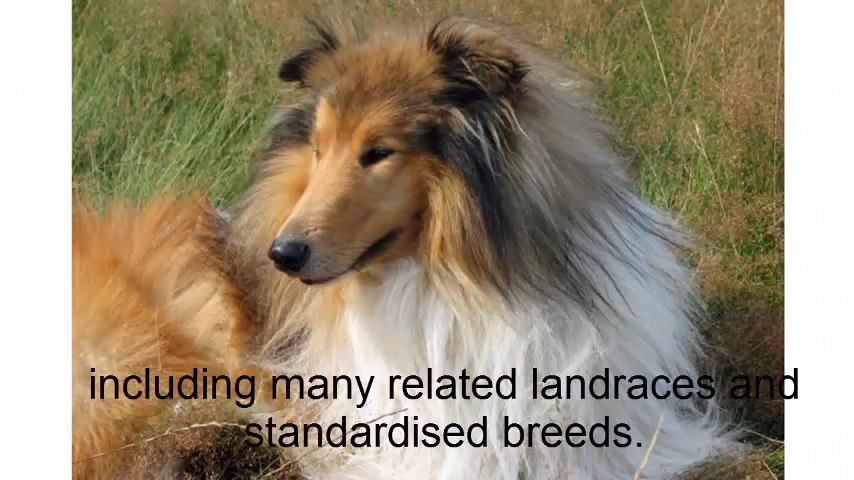 including many related landraces and
standardised breeds.